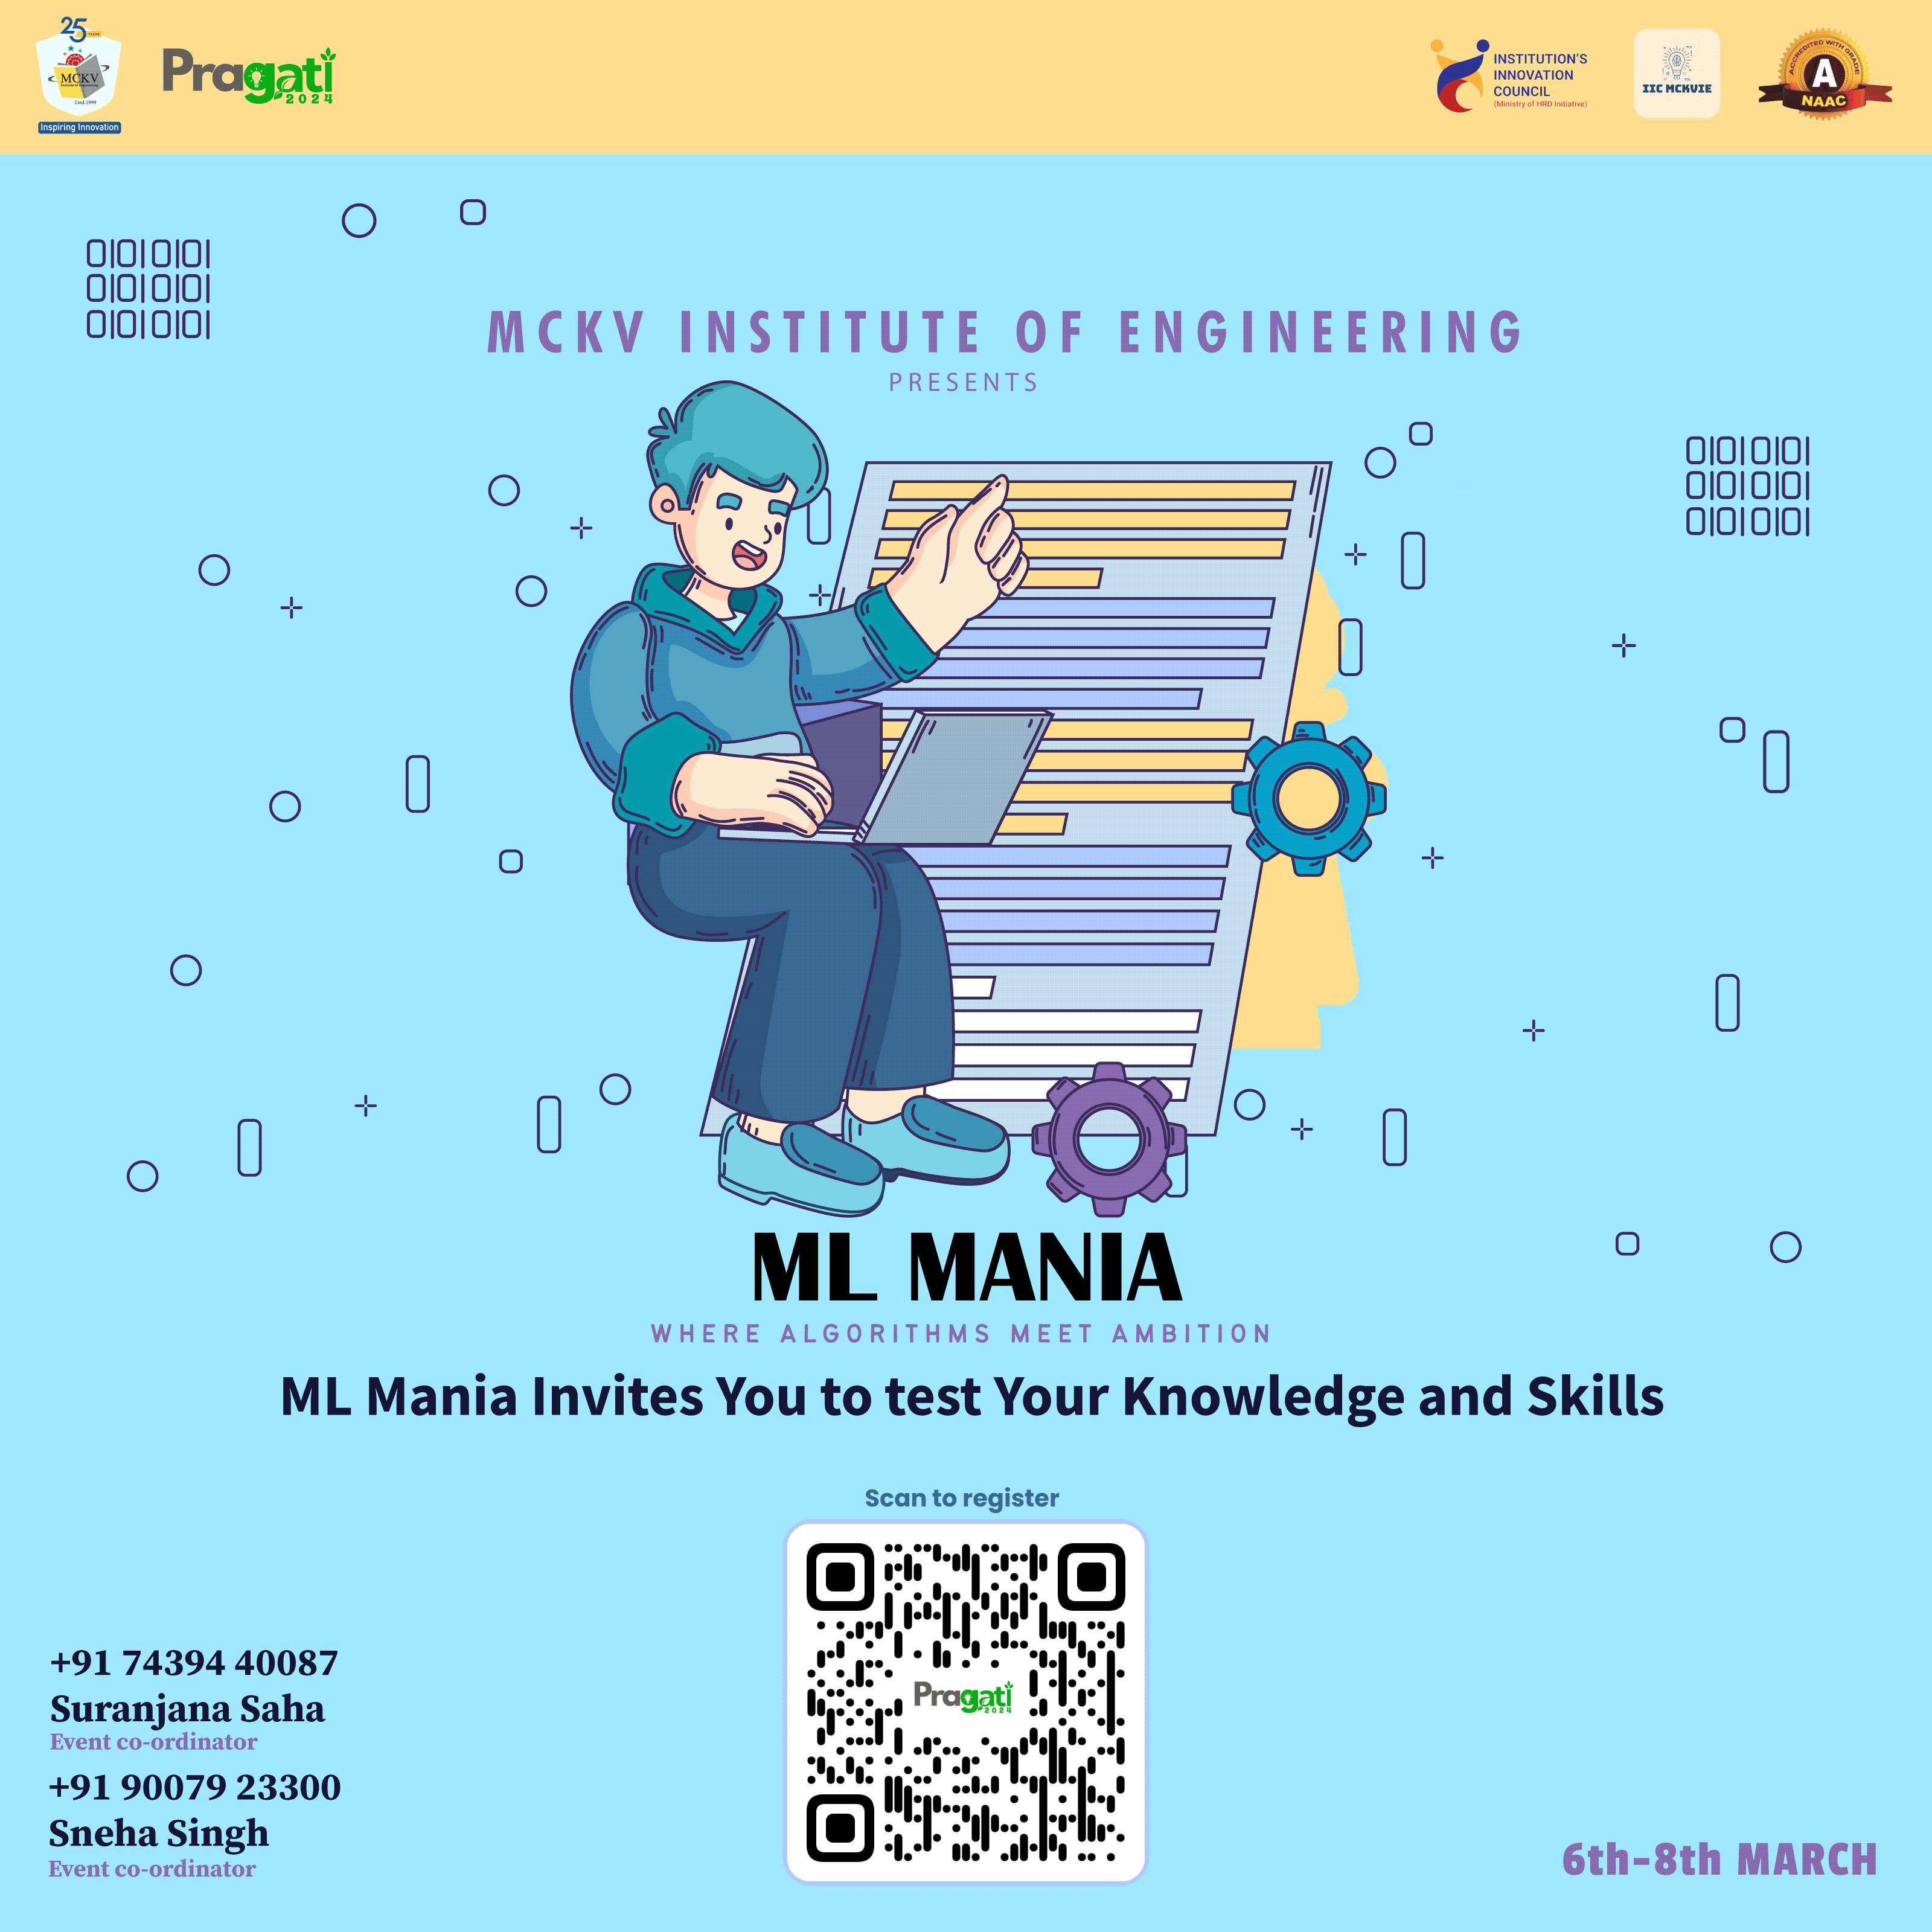 25 YEARS
MCKV
Institute of Engineering
Estd.1999
Inspiring Innovation
Pragati
2024
INSTITUTION'S
INNOVATION
COUNCIL
(Ministry of HRD Initiative)
IIC MCKVIE
ACCREDITED WITH GRADE
A
NAAC
0101 0101
0101 0101
0101 0101
MCKV INSTITUTE OF ENGINEERING
PRESENTS
0101 0101
0101 0101
0101 0101
ML MANIA
WHERE ALGORITHMS MEET AMBITION
ML Mania Invites You to test Your Knowledge and Skills
Scan to register
Pragati
2024
+91 74394 40087
Suranjana Saha
Event co-ordinator
+91 90079 23300
Sneha Singh
Event co-ordinator
6th-8th MARCH